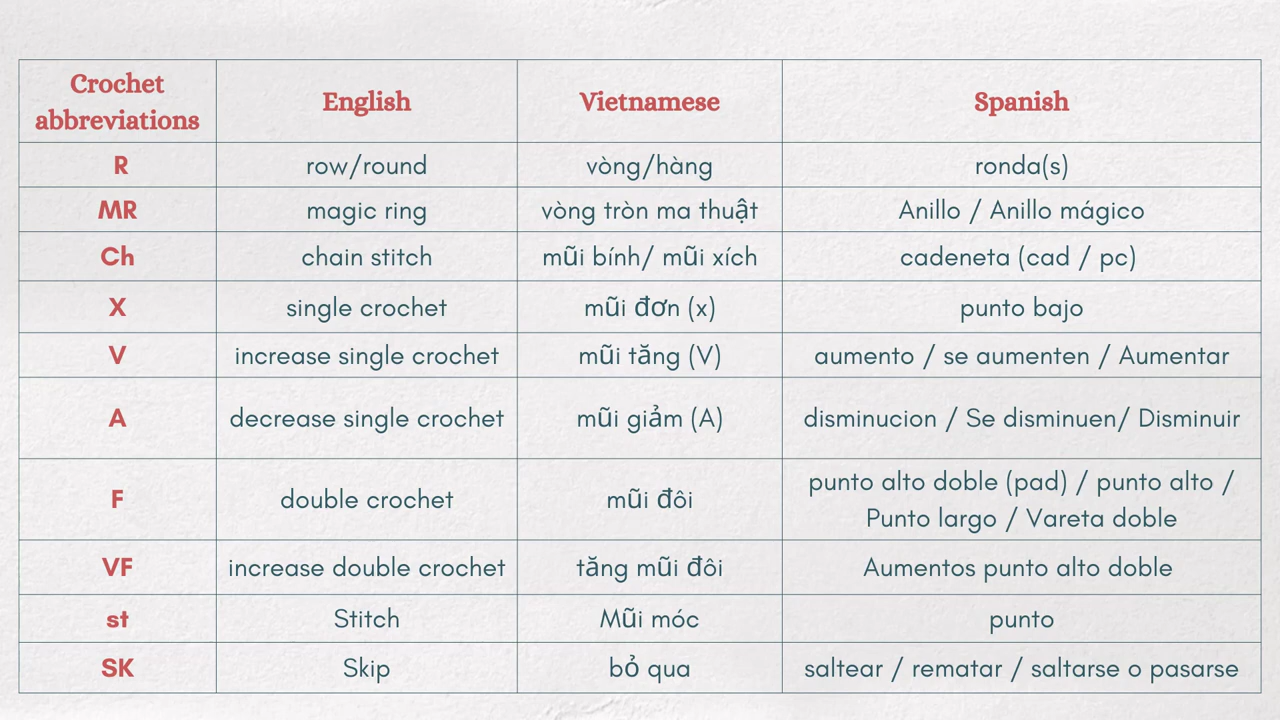 Crochet abbreviations English Vietnamese Spanish
R row/round vòng/hàng ronda(s)
MR magic ring vòng tròn ma thuật Anillo / Anillo mágico
Ch chain stitch mũi bính/ mũi xích cadeneta (cad / pc)
X single crochet mũi đơn (x) punto bajo
V increase single crochet mũi tăng (V) aumento / se aumenten / Aumentar
A decrease single crochet mũi giảm (A) disminucion / Se disminuen/ Disminuir
F double crochet mũi đôi punto alto doble (pad) / punto alto /
Punto largo / Vareta doble
VF increase double crochet tăng mũi đôi Aumentos punto alto doble
st Stitch Mũi móc punto
SK Skip bỏ qua saltear / rematar / saltarse o pasarse